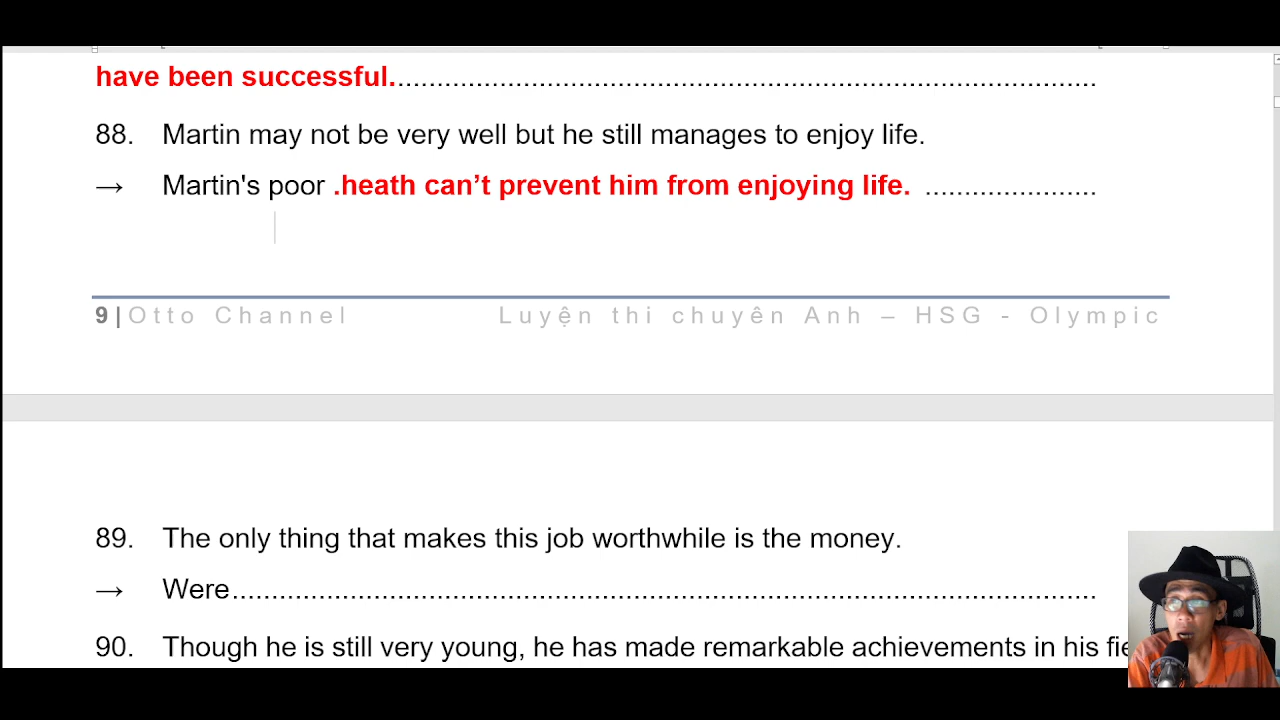 have been successful...........................................................................................
88. Martin may not be very well but he still manages to enjoy life.
→ Martin's poor .heath can’t prevent him from enjoying life. ......................
9|Otto Channel Luyện thi chuyên Anh – HSG - Olympic
89. The only thing that makes this job worthwhile is the money.
→ Were..............................................................................................................
90. Though he is still very young, he has made remarkable achievements in his